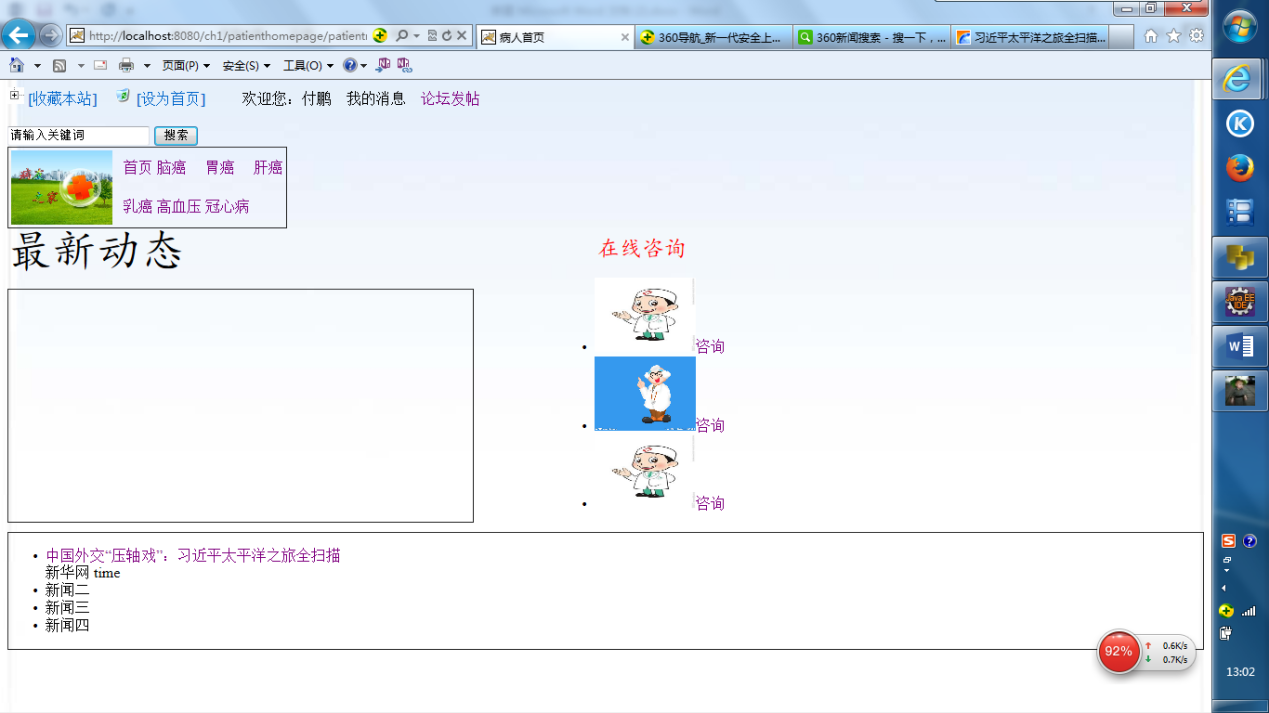 http://localhost:8080/ch1/patienthomepage/patient
病人首页
360导航_新一代安全上...
360新闻搜索 - 搜一下，...
习近平太平洋之旅全扫描...
页面(P) 安全(S) 工具(O)
[收藏本站] [设为首页] 欢迎您：付鹏 我的消息 论坛发帖
请输入关键词 搜索
首页 脑癌 胃癌 肝癌
乳癌 高血压 冠心病
最新动态
在线咨询
咨询
咨询
咨询
中国外交“压轴戏”：习近平太平洋之旅全扫描
新华网 time
新闻二
新闻三
新闻四
92%
0.6K/s
0.7K/s
Java EE
IDE
13:02